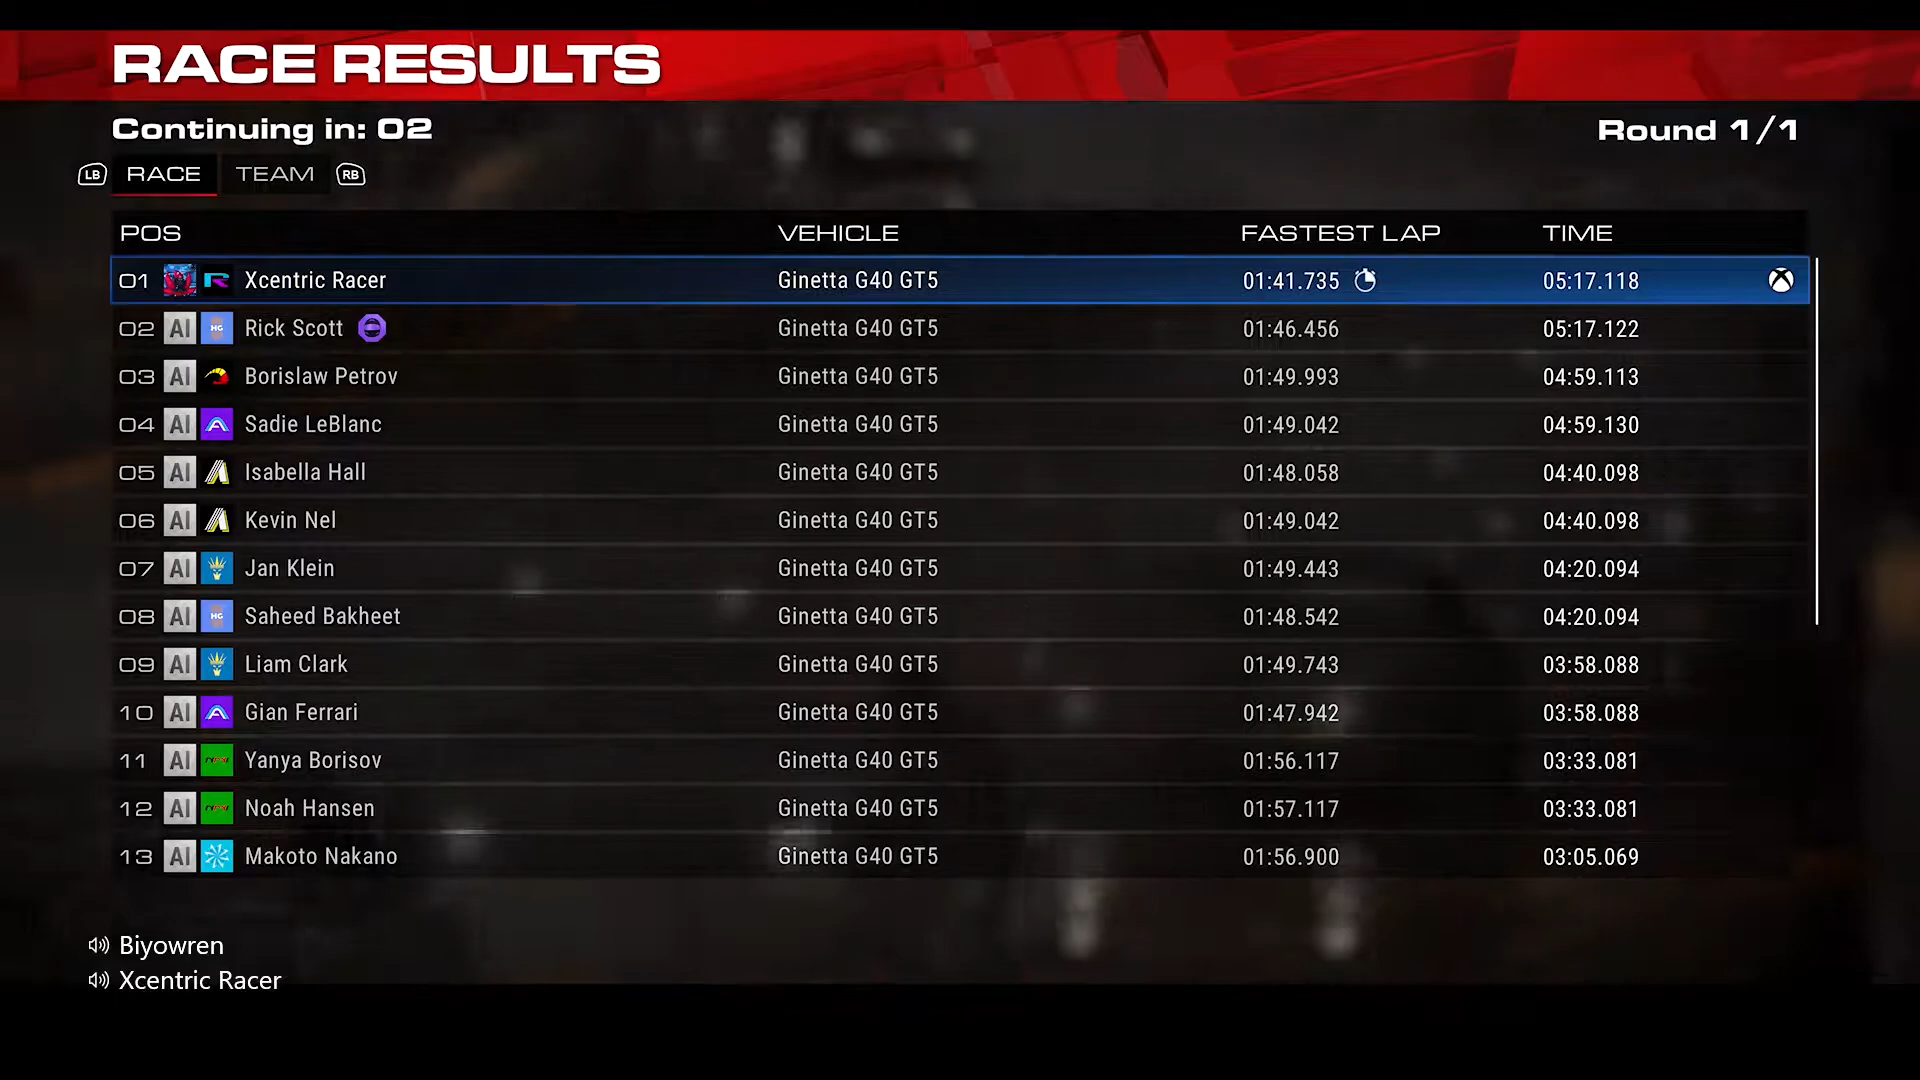 RACE RESULTS
Continuing in: 02
Round 1/1
LB RACE TEAM RB
POS VEHICLE FASTEST LAP TIME
01 Xcentric Racer Ginetta G40 GT5 01:41.735 05:17.118
02 AI HG Rick Scott Ginetta G40 GT5 01:46.456 05:17.122
03 AI Borislaw Petrov Ginetta G40 GT5 01:49.993 04:59.113
04 AI Sadie LeBlanc Ginetta G40 GT5 01:49.042 04:59.130
05 AI Isabella Hall Ginetta G40 GT5 01:48.058 04:40.098
06 AI Kevin Nel Ginetta G40 GT5 01:49.042 04:40.098
07 AI Jan Klein Ginetta G40 GT5 01:49.443 04:20.094
08 AI HG Saheed Bakheet Ginetta G40 GT5 01:48.542 04:20.094
09 AI Liam Clark Ginetta G40 GT5 01:49.743 03:58.088
10 AI Gian Ferrari Ginetta G40 GT5 01:47.942 03:58.088
11 AI Yanya Borisov Ginetta G40 GT5 01:56.117 03:33.081
12 AI Noah Hansen Ginetta G40 GT5 01:57.117 03:33.081
13 AI Makoto Nakano Ginetta G40 GT5 01:56.900 03:05.069
Biyowren
Xcentric Racer